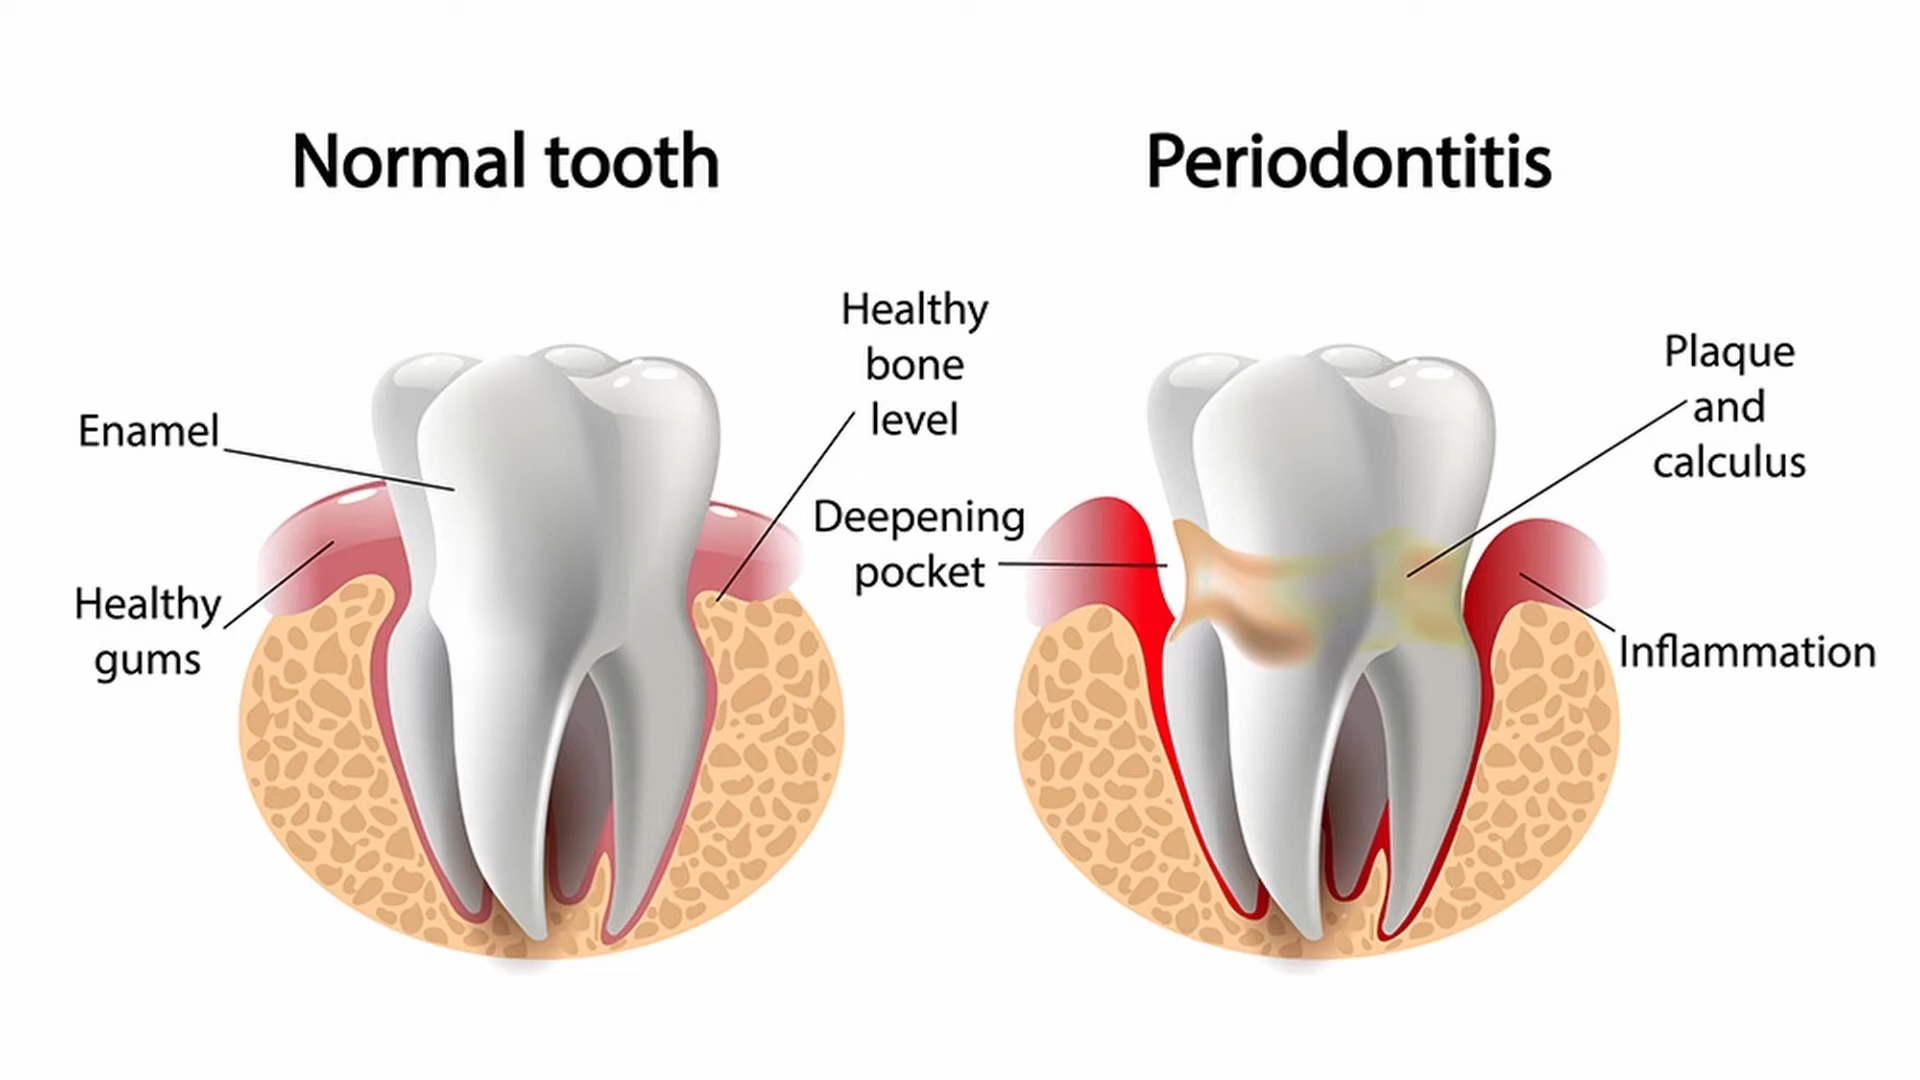 Normal tooth
Enamel
Healthy
gums
Healthy
bone
level
Periodontitis
Deepening
pocket
Plaque
and
calculus
Inflammation